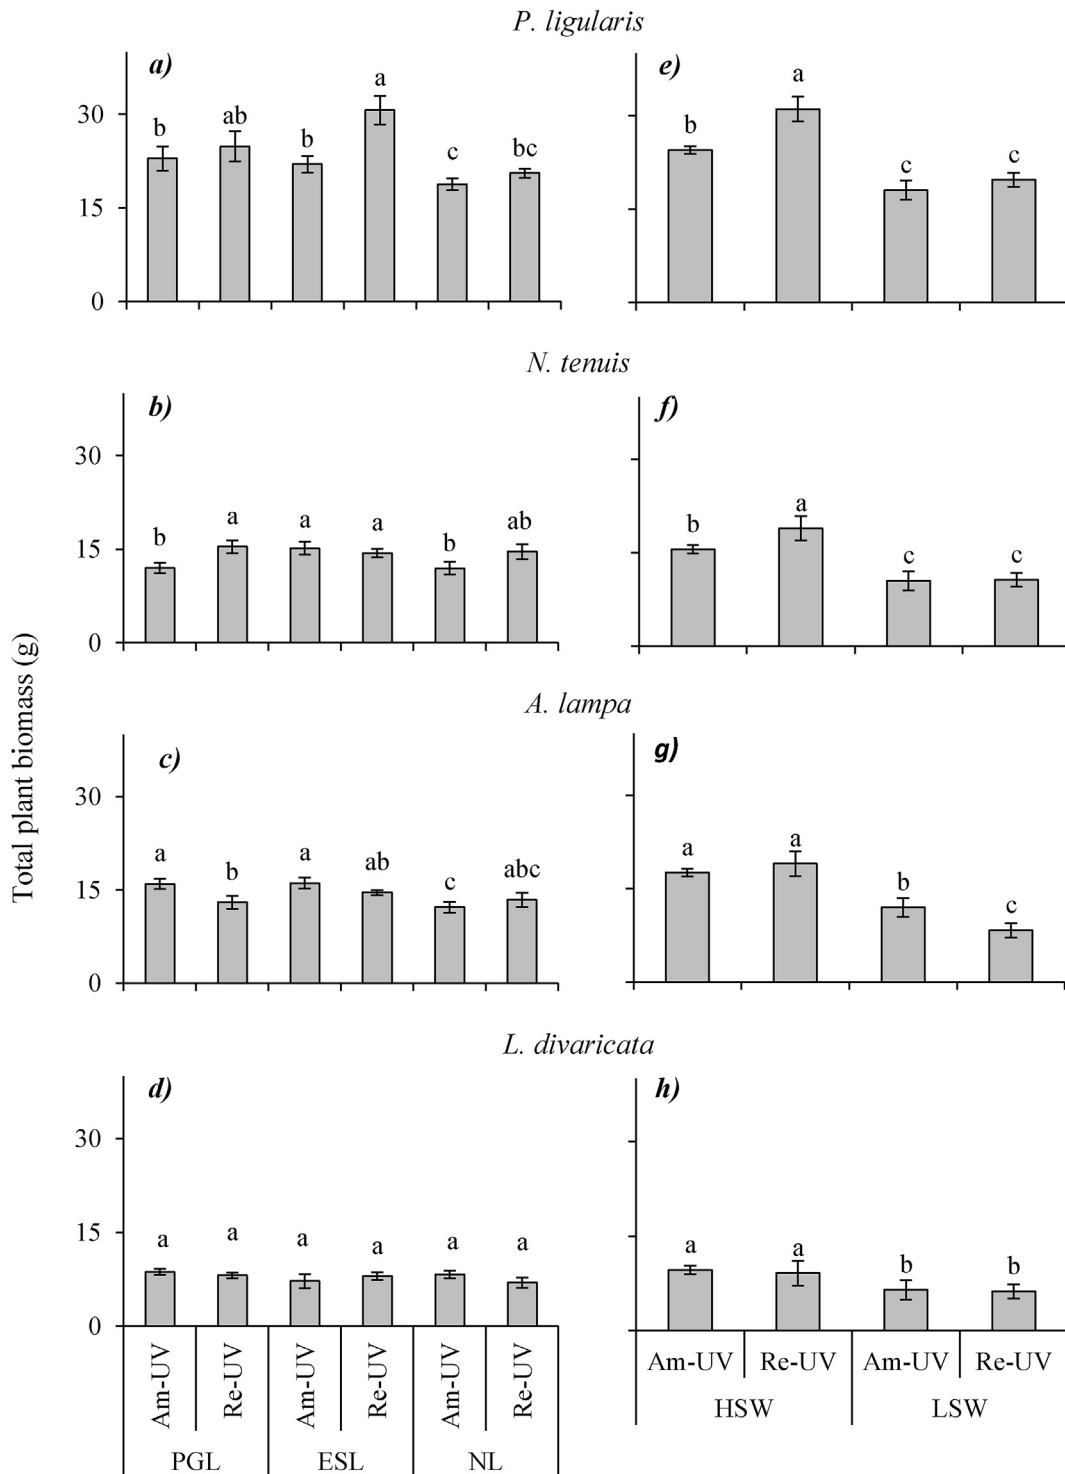 P. ligularis
a)
e)
30
15
0
b
ab
b
a
c
bc
b
a
c
c
N. tenuis
b)
f)
30
15
0
b
a
a
a
b
ab
b
a
c
c
Total plant biomass (g)
A. lampa
c)
g)
30
15
0
a
b
a
ab
c
abc
a
a
b
c
L. divaricata
d)
h)
30
15
0
a
a
a
a
a
a
a
a
b
b
Am-UV Re-UV Am-UV Re-UV Am-UV Re-UV
PGL ESL NL
Am-UV Re-UV Am-UV Re-UV
HSW LSW